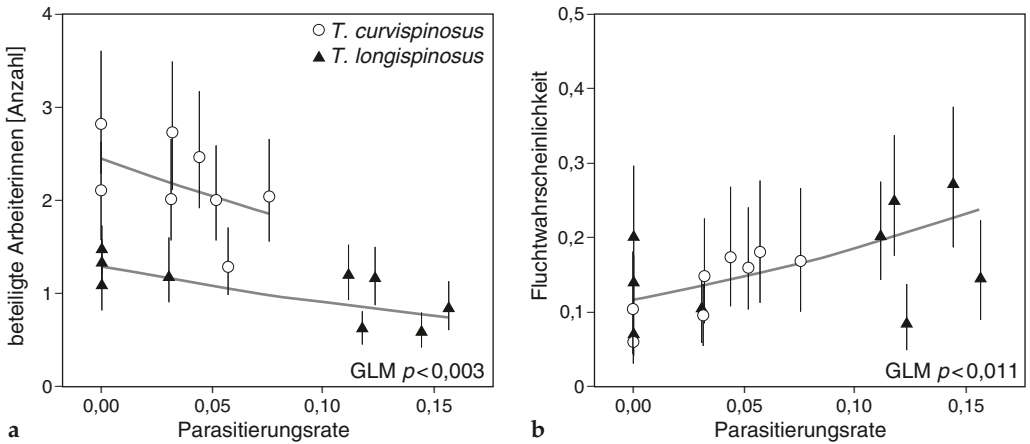 4
3
2
1
0
beteiligte Arbeiterinnen [Anzahl]
T. curvispinosus
T. longispinosus
GLM p<0,003
0,00 0,05 0,10 0,15
a Parasitierungsrate
0,5
0,4
0,3
0,2
0,1
0
Fluchtwahrscheinlichkeit
GLM p<0,011
0,00 0,05 0,10 0,15
b Parasitierungsrate